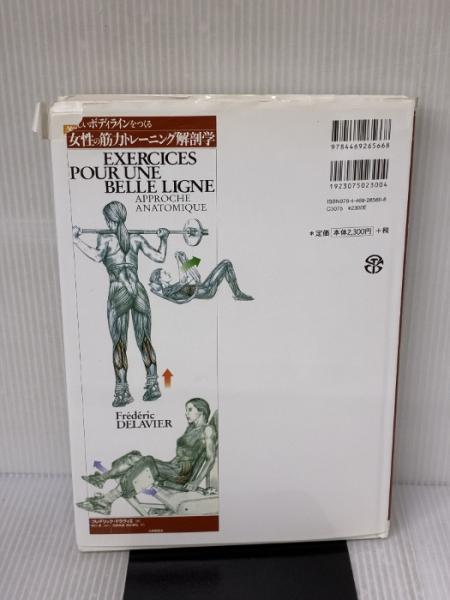 しいボディラインをつくる
女性の筋力トレーニング解剖学
EXERCICES
POUR UNE
BELLE LIGNE
APPROCHE
ANATOMIQUE
Frédéric
DELAVIER
フレデリック・ドラヴィエ
9784469265668
1923075023004
ISBN978-4-469-26566-8
C3075 ¥2300E
*定価 本体2,300円 +税